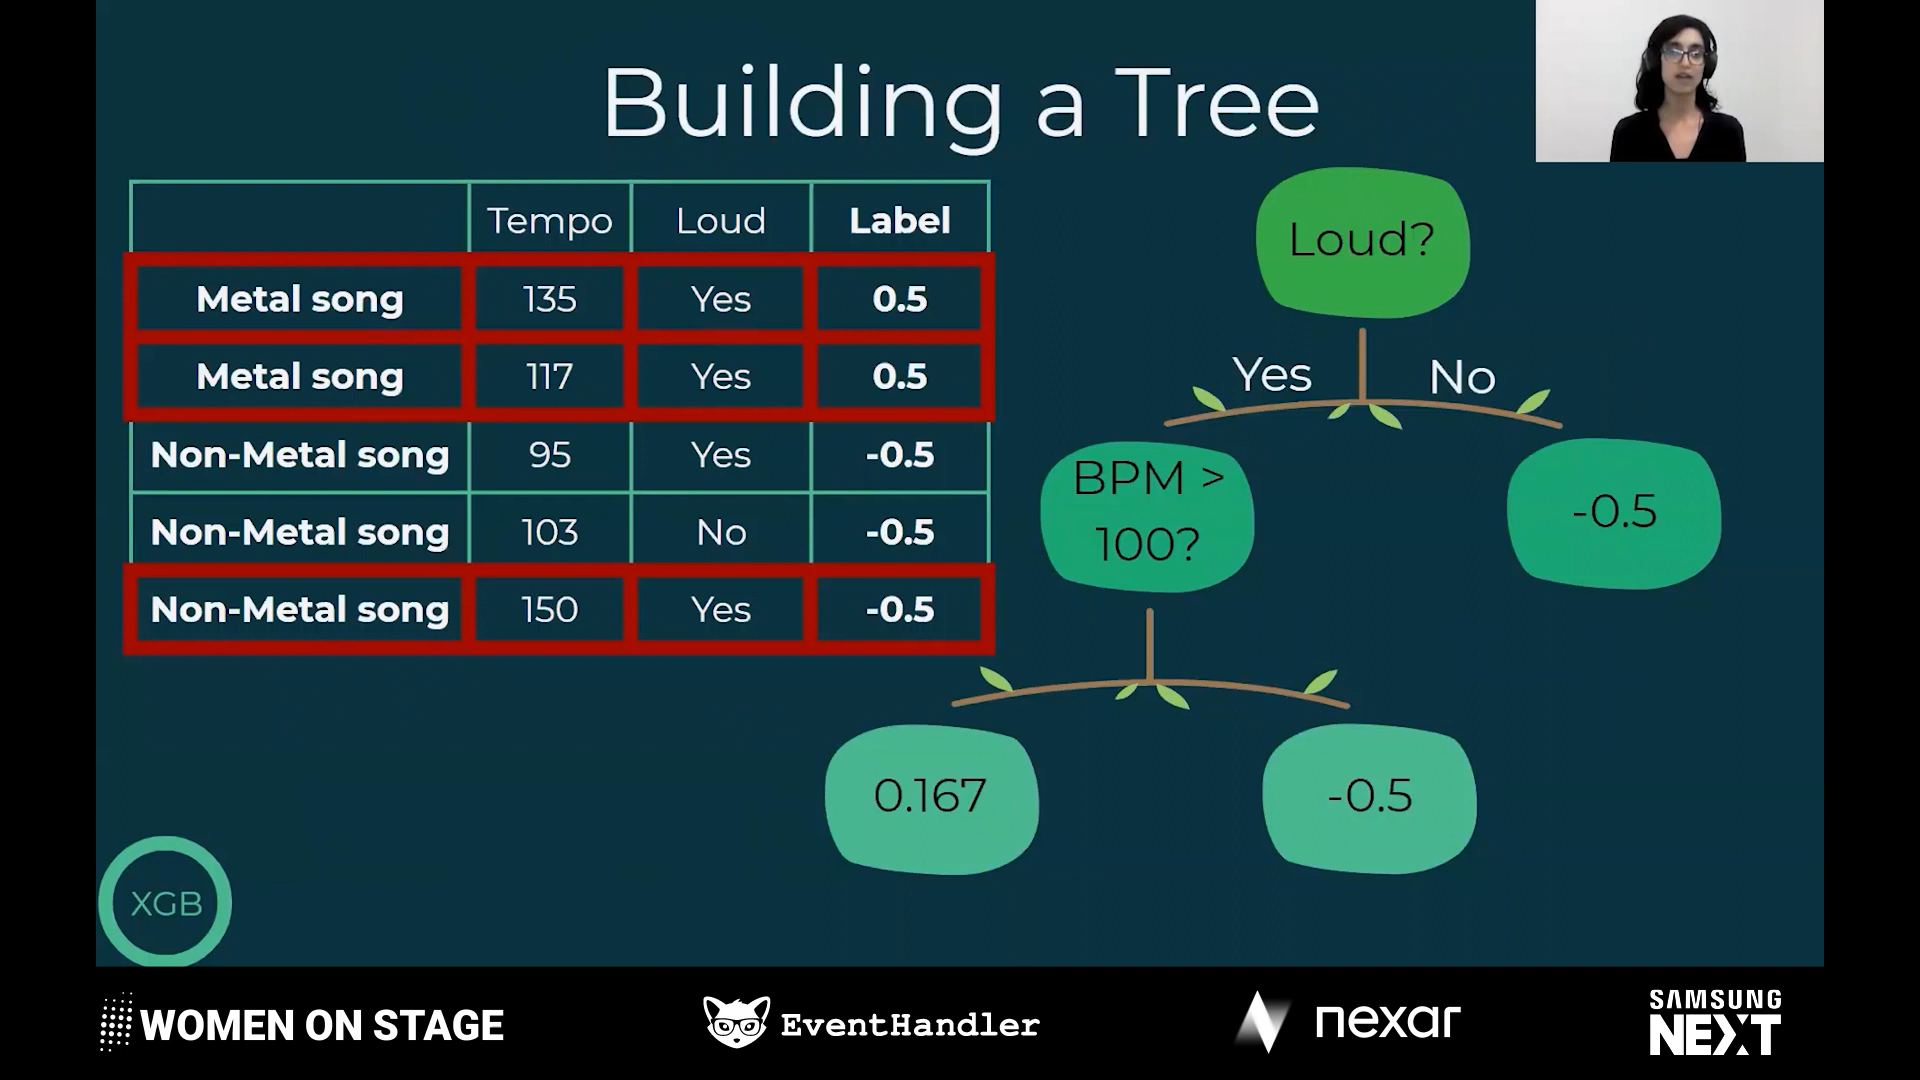 Building a Tree
Tempo Loud Label
Metal song 135 Yes 0.5
Metal song 117 Yes 0.5
Non-Metal song 95 Yes -0.5
Non-Metal song 103 No -0.5
Non-Metal song 150 Yes -0.5
Loud?
Yes No
BPM >
100?
-0.5
0.167
-0.5
XGB
WOMEN ON STAGE
EventHandler
nexar
SAMSUNG
NEXT